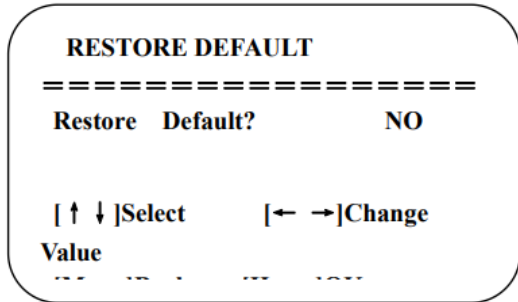 RESTORE DEFAULT
=================
Restore Default? NO
[↑ ↓]Select [← →]Change
Value